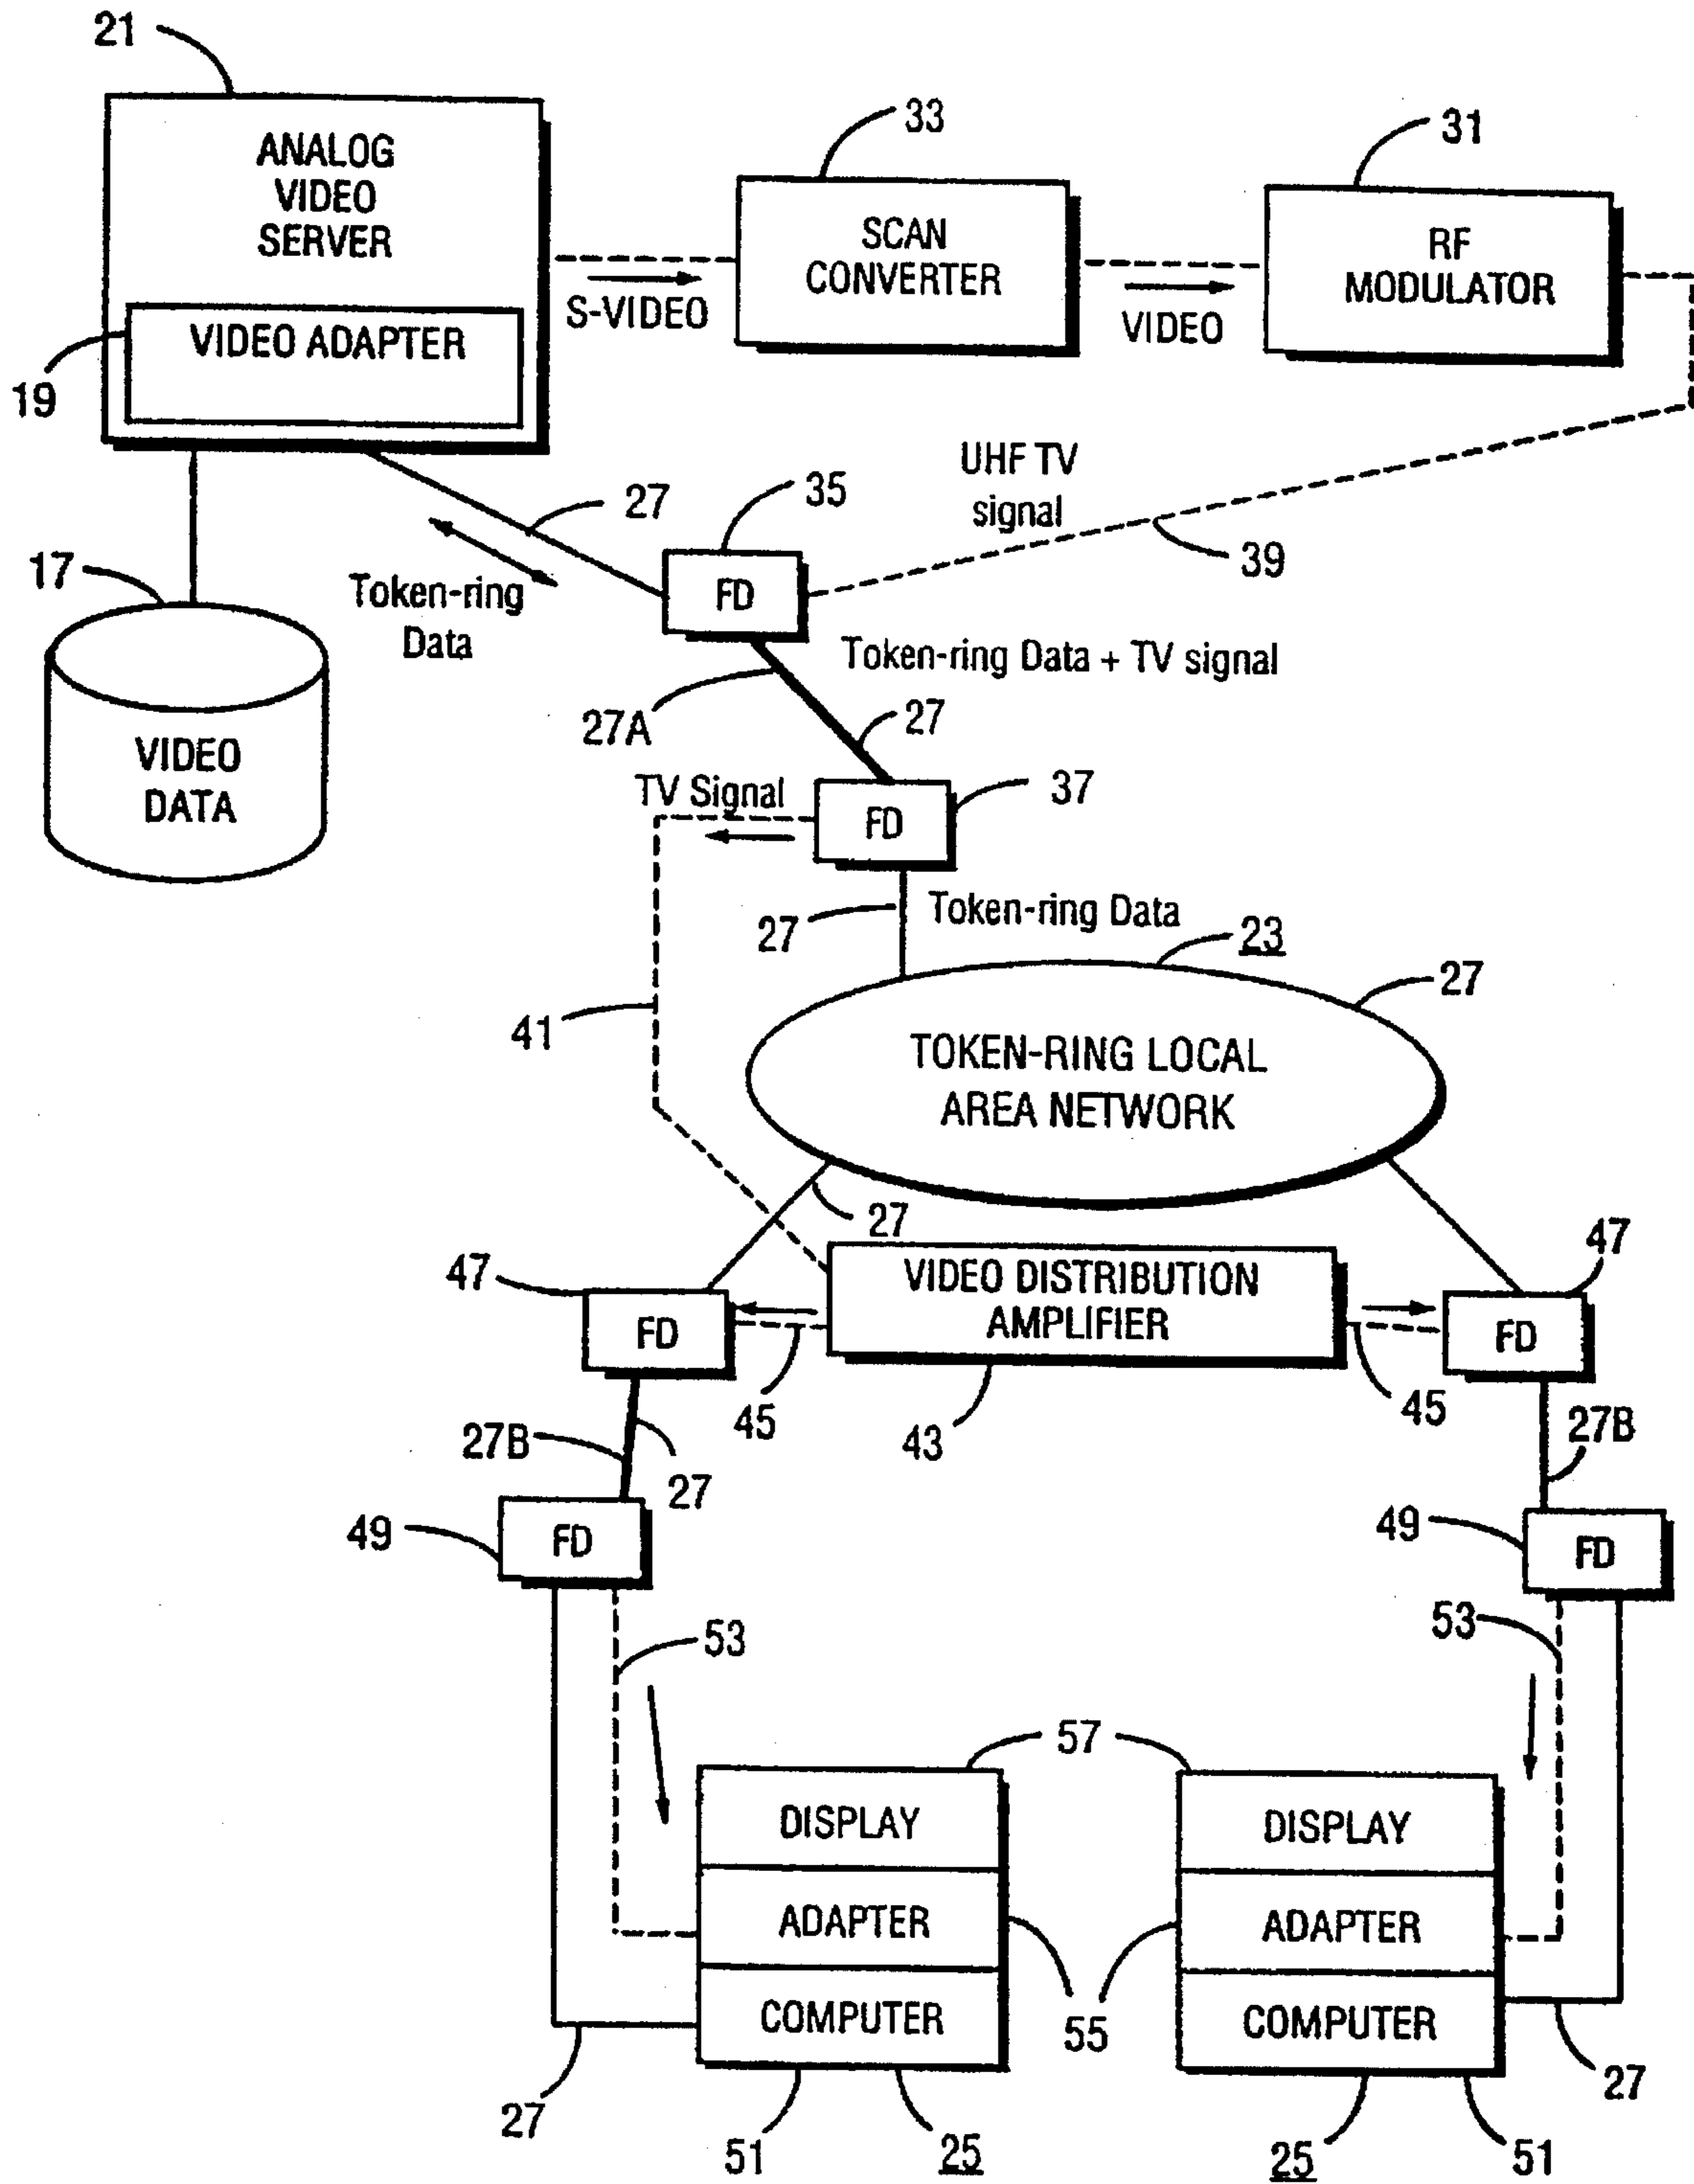 21
ANALOG
VIDEO
SERVER
33
SCAN
CONVERTER
31
RF
MODULATOR
S-VIDEO
VIDEO
19
VIDEO ADAPTER
UHF TV
signal
39
27
35
FD
Token-ring
Data
17
VIDEO
DATA
Token-ring Data + TV signal
27A
27
TV Signal
FD
37
27
Token-ring Data
23
27
41
TOKEN-RING LOCAL
AREA NETWORK
27
47
FD
VIDEO DISTRIBUTION
AMPLIFIER
47
FD
45
43
45
27B
27
27B
49
FD
49
FD
53
53
57
DISPLAY
ADAPTER
COMPUTER
DISPLAY
ADAPTER
COMPUTER
55
27
51
25
25
51
27